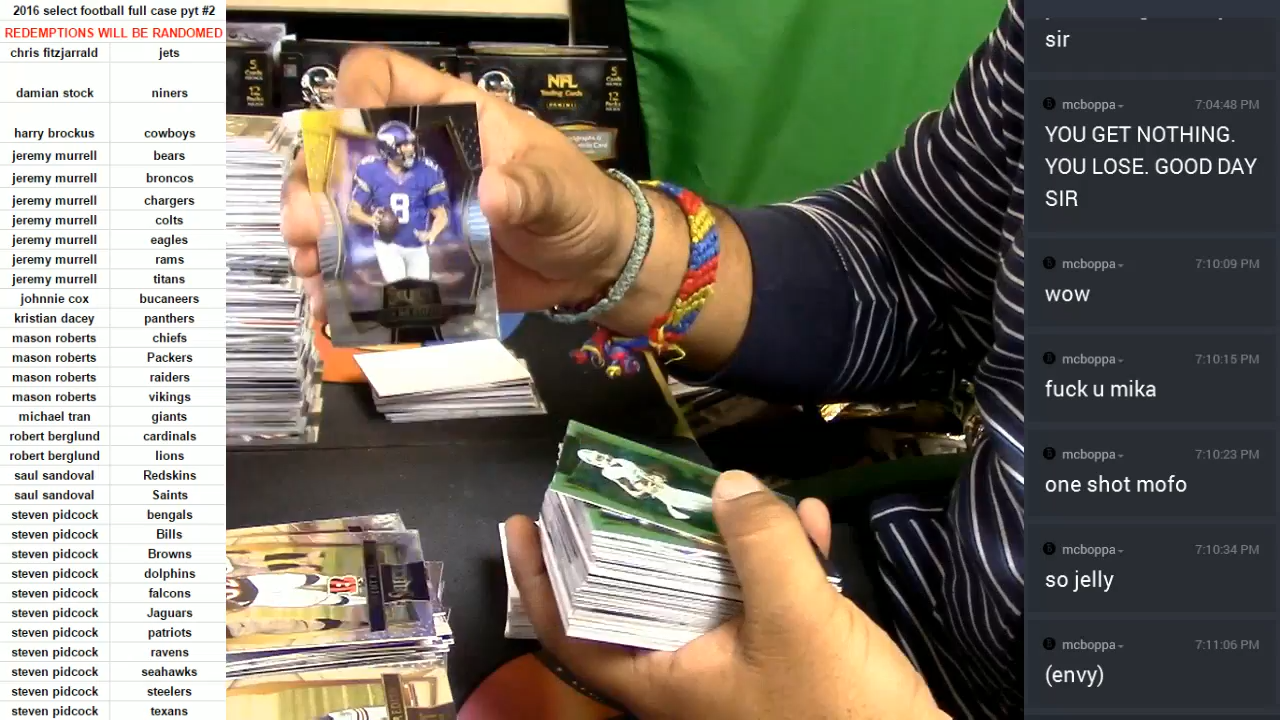 2016 select football full case pyt #2
REDEMPTIONS WILL BE RANDOMED
chris fitzjarrald jets
damian stock niners
harry brockus cowboys
jeremy murrell bears
jeremy murrell broncos
jeremy murrell chargers
jeremy murrell colts
jeremy murrell eagles
jeremy murrell rams
jeremy murrell titans
johnnie cox bucaneers
kristian dacey panthers
mason roberts chiefs
mason roberts Packers
mason roberts raiders
mason roberts vikings
michael tran giants
robert berglund cardinals
robert berglund lions
saul sandoval Redskins
saul sandoval Saints
steven pidcock bengals
steven pidcock Bills
steven pidcock Browns
steven pidcock dolphins
steven pidcock falcons
steven pidcock Jaguars
steven pidcock patriots
steven pidcock ravens
steven pidcock seahawks
steven pidcock steelers
steven pidcock texans
5
12
NFL
Trading Cards
PANINI
5
12
8
sir
mcboppa 7:04:48 PM
YOU GET NOTHING.
YOU LOSE. GOOD DAY
SIR
mcboppa 7:10:09 PM
wow
mcboppa 7:10:15 PM
fuck u mika
mcboppa 7:10:23 PM
one shot mofo
mcboppa 7:10:34 PM
so jelly
mcboppa 7:11:06 PM
(envy)